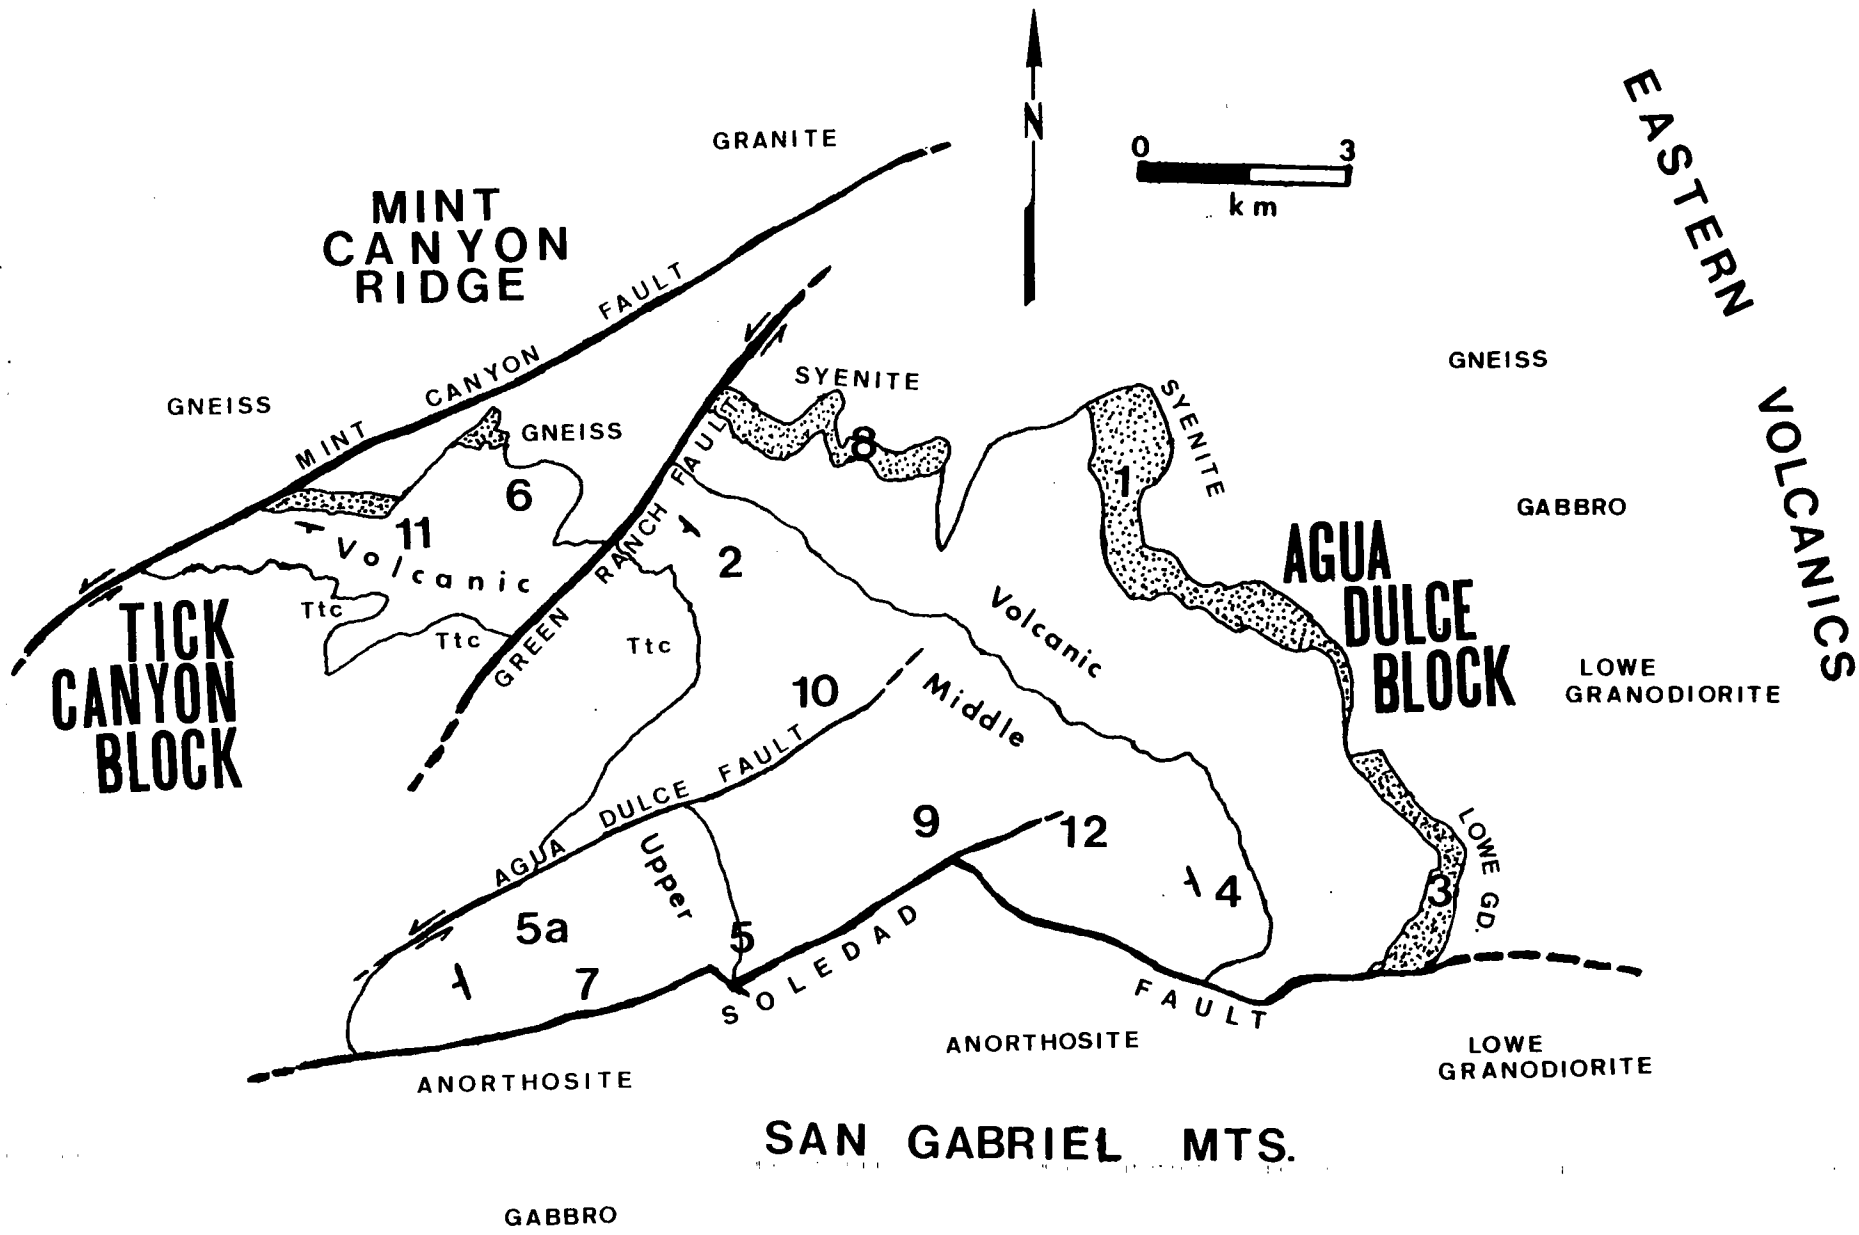 N
0 3
km
GRANITE
MINT
CANYON
RIDGE
MINT CANYON FAULT
EASTERN VOLCANICS
GNEISS
GNEISS
SYENITE
SYENITE
GNEISS
GABBRO
LOWE
GRANODIORITE
GREEN RANCH FAULT
8
1
6
11
Volcanic
2
Ttc
Ttc
Ttc
TICK
CANYON
BLOCK
AGUA
DULCE
BLOCK
Volcanic
Middle
10
AGUA DULCE FAULT
Upper
9
12
4
3
LOWE GD.
5a
5
7
SOLEDAD FAULT
ANORTHOSITE
ANORTHOSITE
LOWE
GRANODIORITE
SAN GABRIEL MTS.
GABBRO